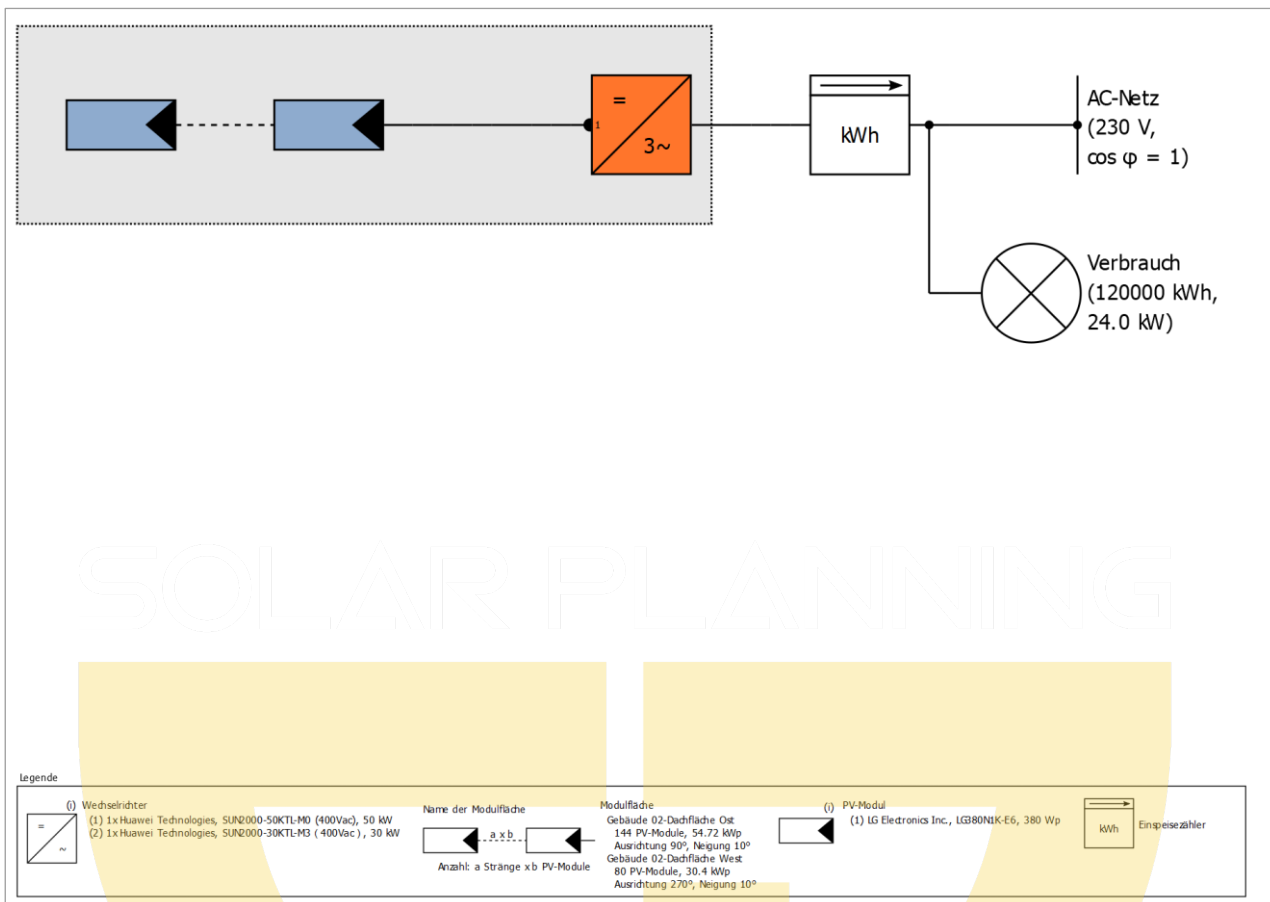 =
1
3~
kWh
AC-Netz
(230 V,
cos φ = 1)
Verbrauch
(120000 kWh,
24.0 kW)
SOLAR PLANNING
Legende
=
~
(i) Wechselrichter
(1) 1x Huawei Technologies, SUN2000-50KTL-M0 (400Vac), 50 kW
(2) 1x Huawei Technologies, SUN2000-30KTL-M3 ( 400Vac ) , 30 kW
Name der Modulfläche
a x b
Anzahl: a Stränge x b PV-Module
Modulfläche
Gebäude 02-Dachfläche Ost
144 PV-Module, 54.72 kWp
Ausrichtung 90°, Neigung 10°
Gebäude 02-Dachfläche West
80 PV-Module, 30.4 kWp
Ausrichtung 270°, Neigung 10°
(i) PV-Modul
(1) LG Electronics Inc., LG380N1K-E6, 380 Wp
kWh
Einspeisezähler